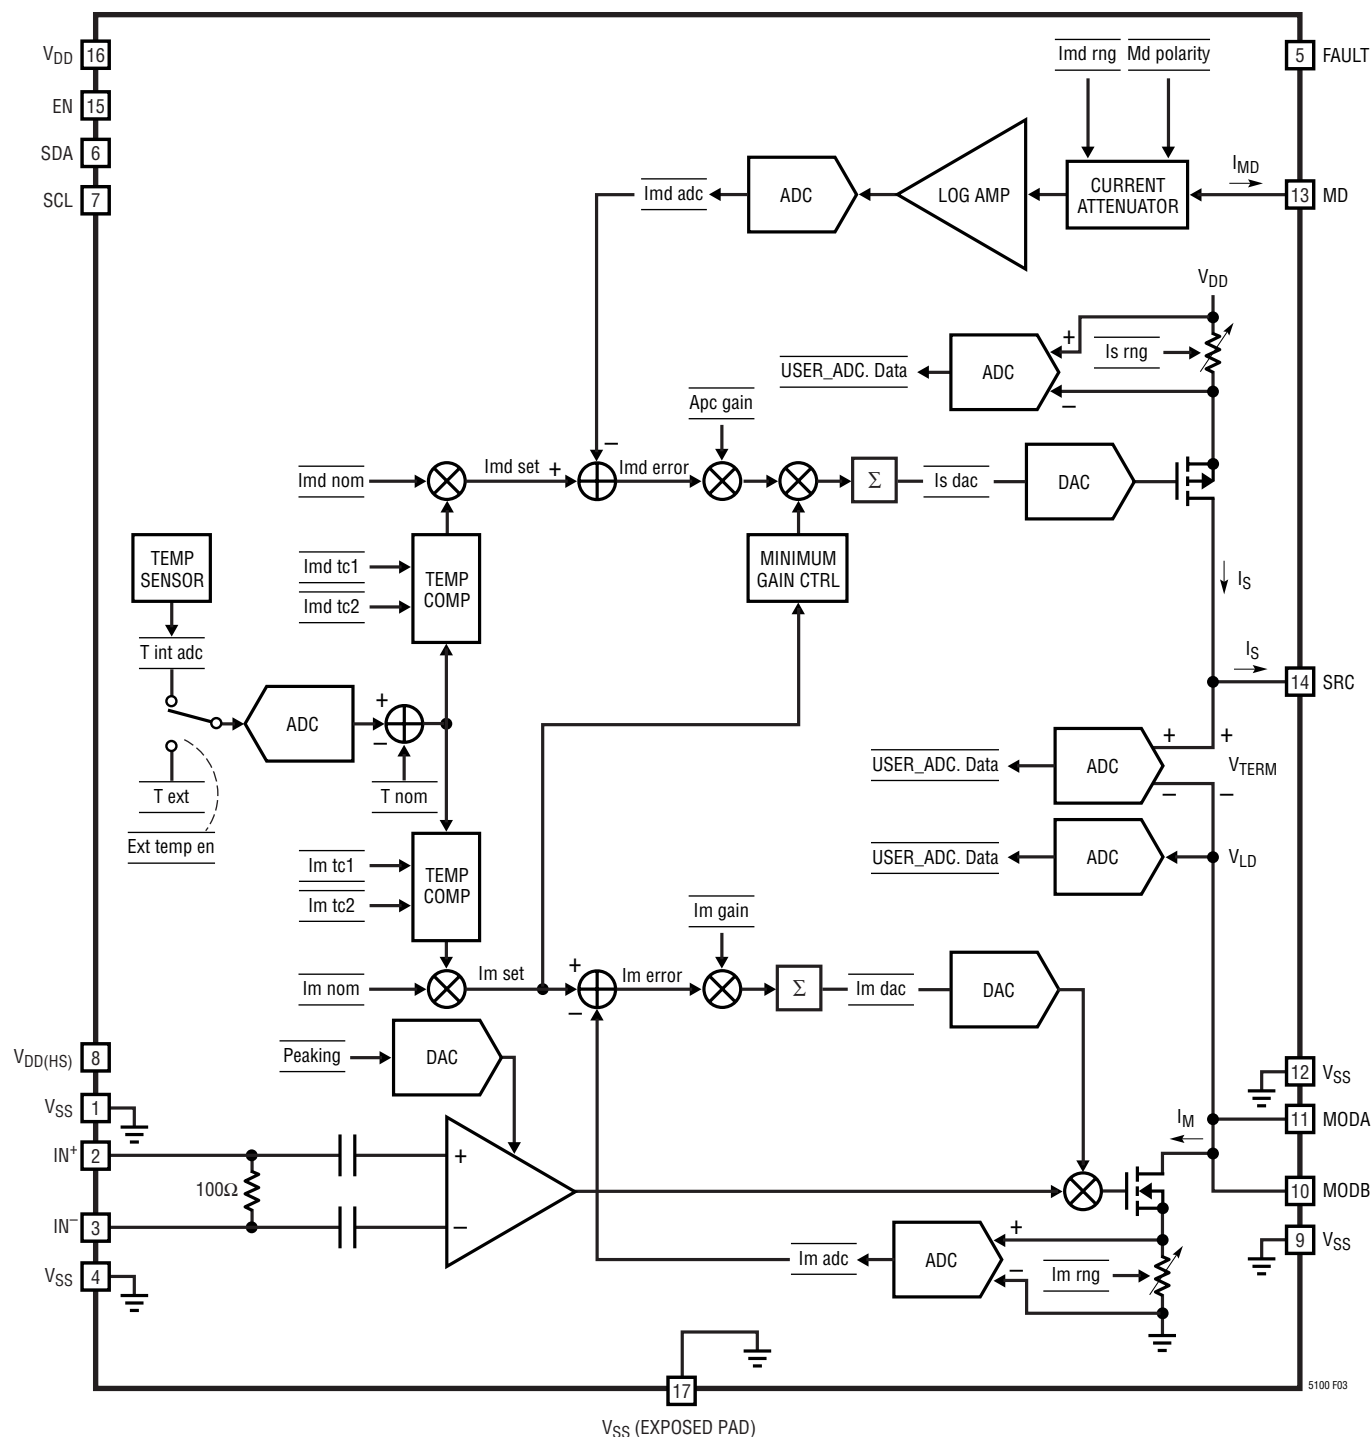 VDD 16
EN 15
SDA 6
SCL 7
5 FAULT
Imd rng Md polarity
IMD
13 MD
CURRENT
ATTENUATOR
LOG AMP
ADC
Imd adc
VDD
+
Is rng
ADC
USER_ADC. Data
–
Apc gain
–
Imd nom
Imd set +
Imd error
Σ
Is dac
DAC
TEMP
SENSOR
Imd tc1
Imd tc2
TEMP
COMP
MINIMUM
GAIN CTRL
IS
T int adc
IS
14 SRC
ADC
+
–
T ext
T nom
Ext temp en
+ +
USER_ADC. Data
ADC
VTERM
– –
Im tc1
Im tc2
TEMP
COMP
USER_ADC. Data
ADC
VLD
Im gain
Im nom
Im set
+
–
Im error
Σ
Im dac
DAC
Peaking
DAC
VDD(HS) 8
VSS 1
IN+ 2
100Ω
IN– 3
VSS 4
+
–
12 VSS
IM
11 MODA
10 MODB
9 VSS
Im adc
ADC
+
–
Im rng
17
VSS (EXPOSED PAD)
5100 F03